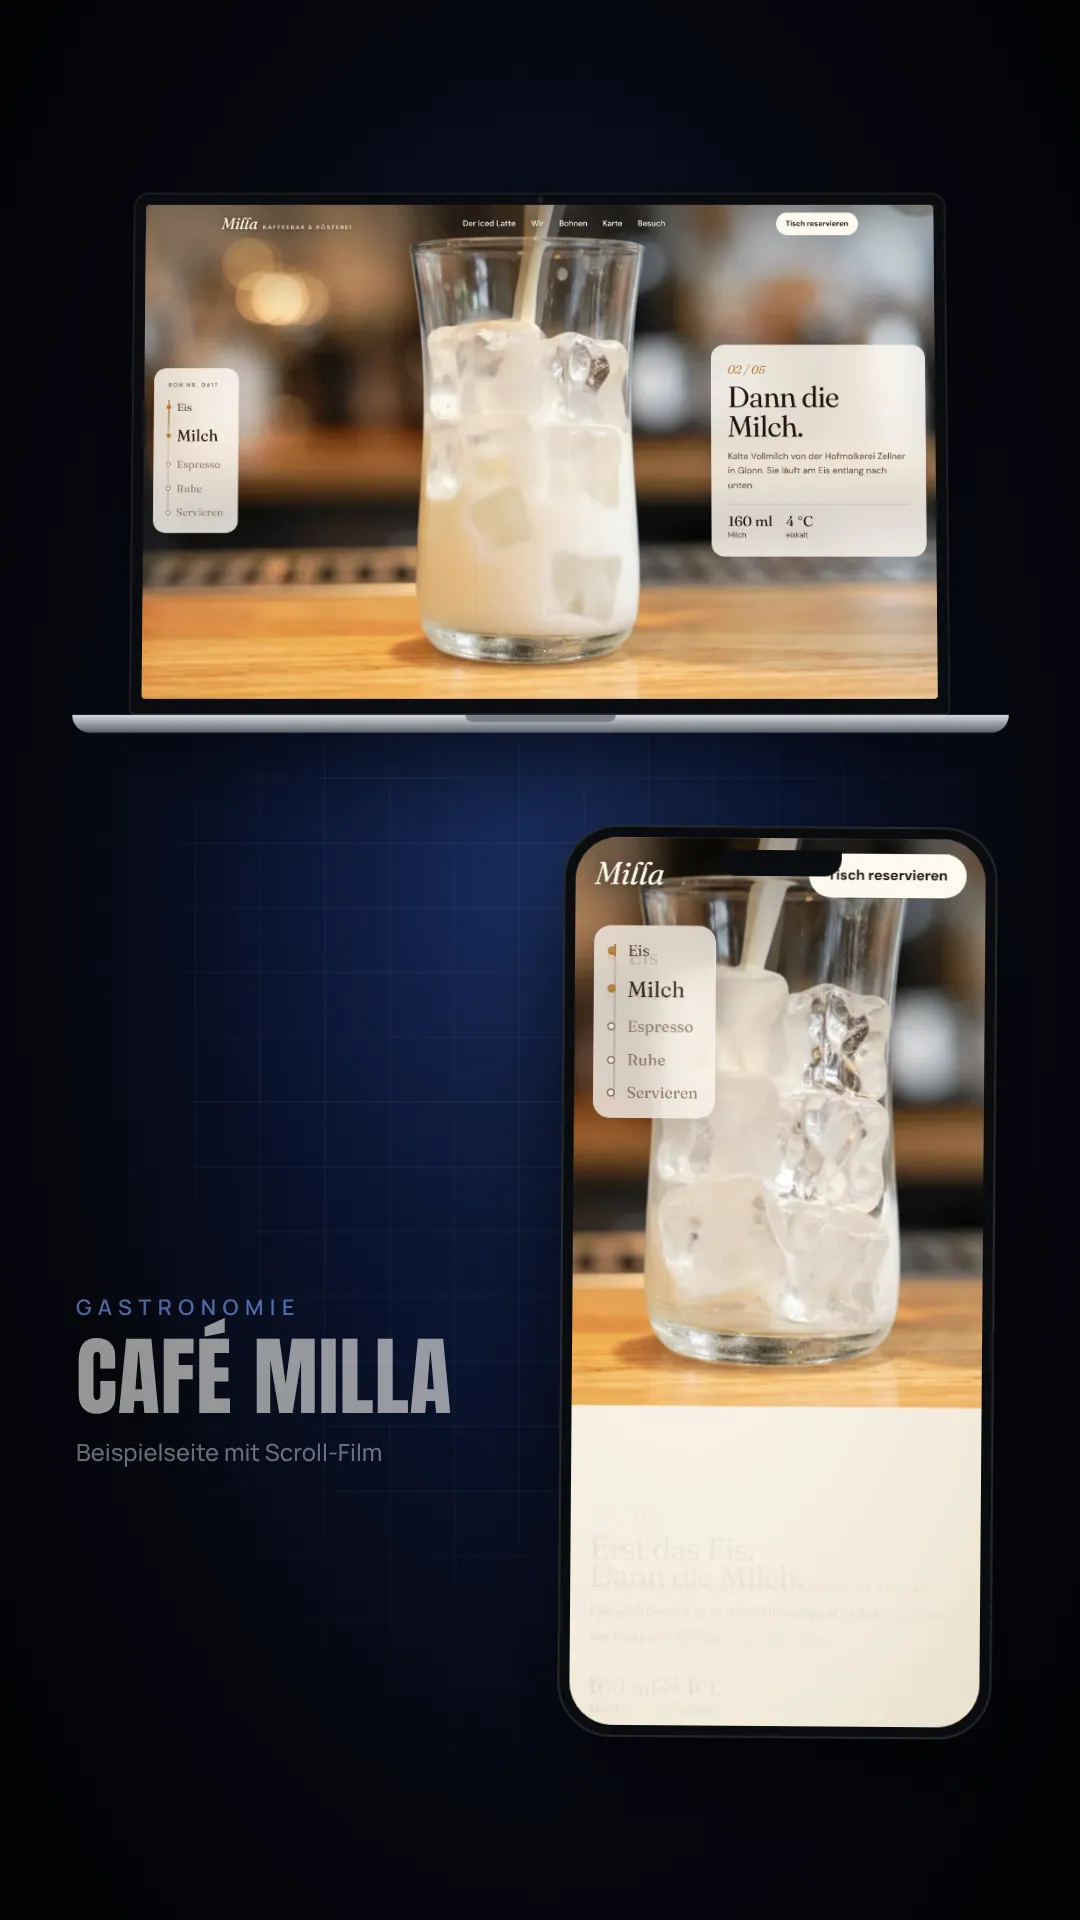 Milla KAFFEEBAR & RÖSTEREI
Der Iced Latte Wir Bohnen Karte Besuch
Tisch reservieren
BON NR. 0417
Eis
Milch
Espresso
Ruhe
Servieren
02 / 05
Dann die
Milch.
Kalte Vollmilch von der Hofmolkerei Zellner
in Glonn. Sie läuft am Eis entlang nach
unten.
160 ml 4 °C
Milch eiskalt
Milla
Tisch reservieren
Eis
Eis
Milch
Espresso
Ruhe
Servieren
GASTRONOMIE
CAFÉ MILLA
Beispielseite mit Scroll-Film
Erst das Eis.
Dann die Milch.